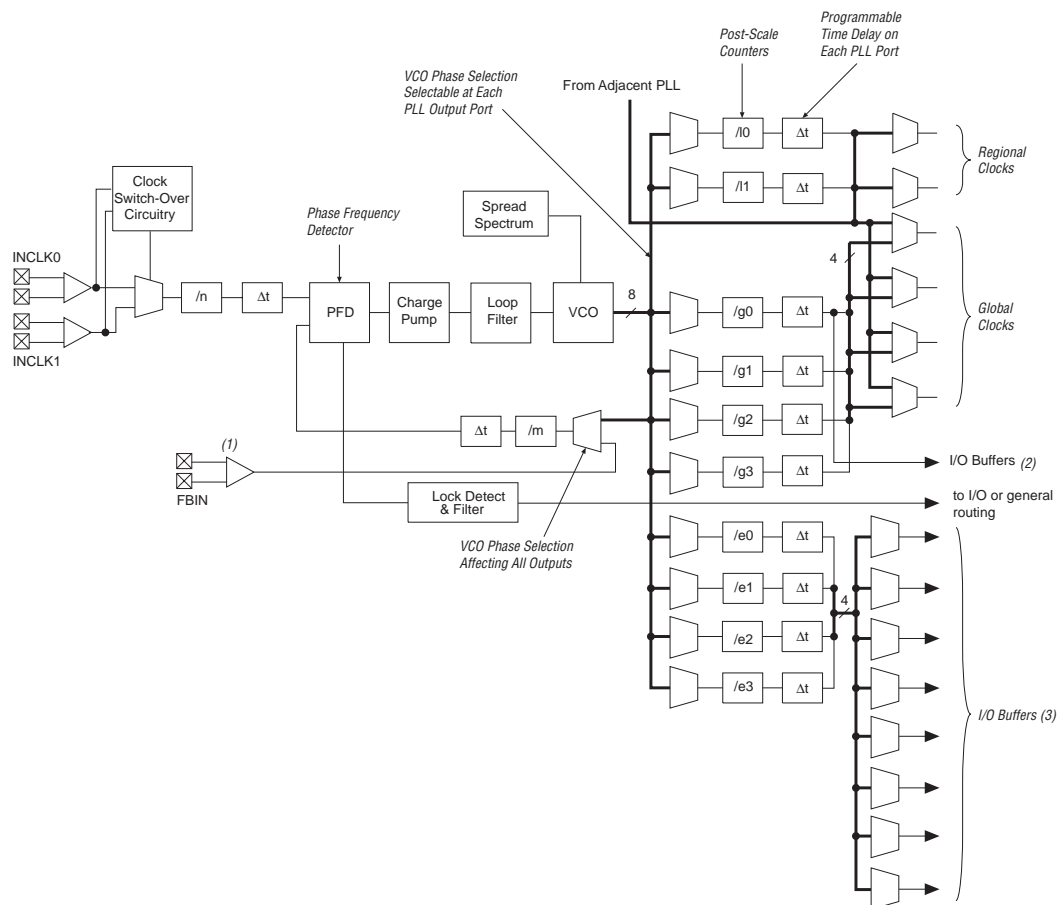 Post-Scale
Counters
Programmable
Time Delay on
Each PLL Port
VCO Phase Selection
Selectable at Each
PLL Output Port
From Adjacent PLL
/l0
Δt
/l1
Δt
Regional
Clocks
Clock
Switch-Over
Circuitry
Phase Frequency
Detector
Spread
Spectrum
INCLK0
INCLK1
/n
Δt
PFD
Charge
Pump
Loop
Filter
VCO
8
4
/g0
Δt
/g1
Δt
/g2
Δt
/g3
Δt
Global
Clocks
Δt
/m
(1)
FBIN
Lock Detect
& Filter
VCO Phase Selection
Affecting All Outputs
I/O Buffers (2)
to I/O or general
routing
/e0
Δt
/e1
Δt
4
/e2
Δt
/e3
Δt
I/O Buffers (3)